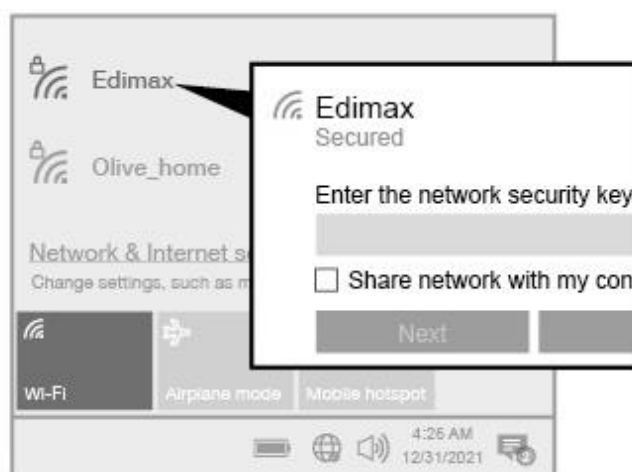 Edimax
Olive_home
Network & Internet s
Change settings, such as m
Wi-Fi
Airplane mode
Mobile hotspot
4:26 AM
12/31/2021
Edimax
Secured
Enter the network security key
Share network with my con
Next